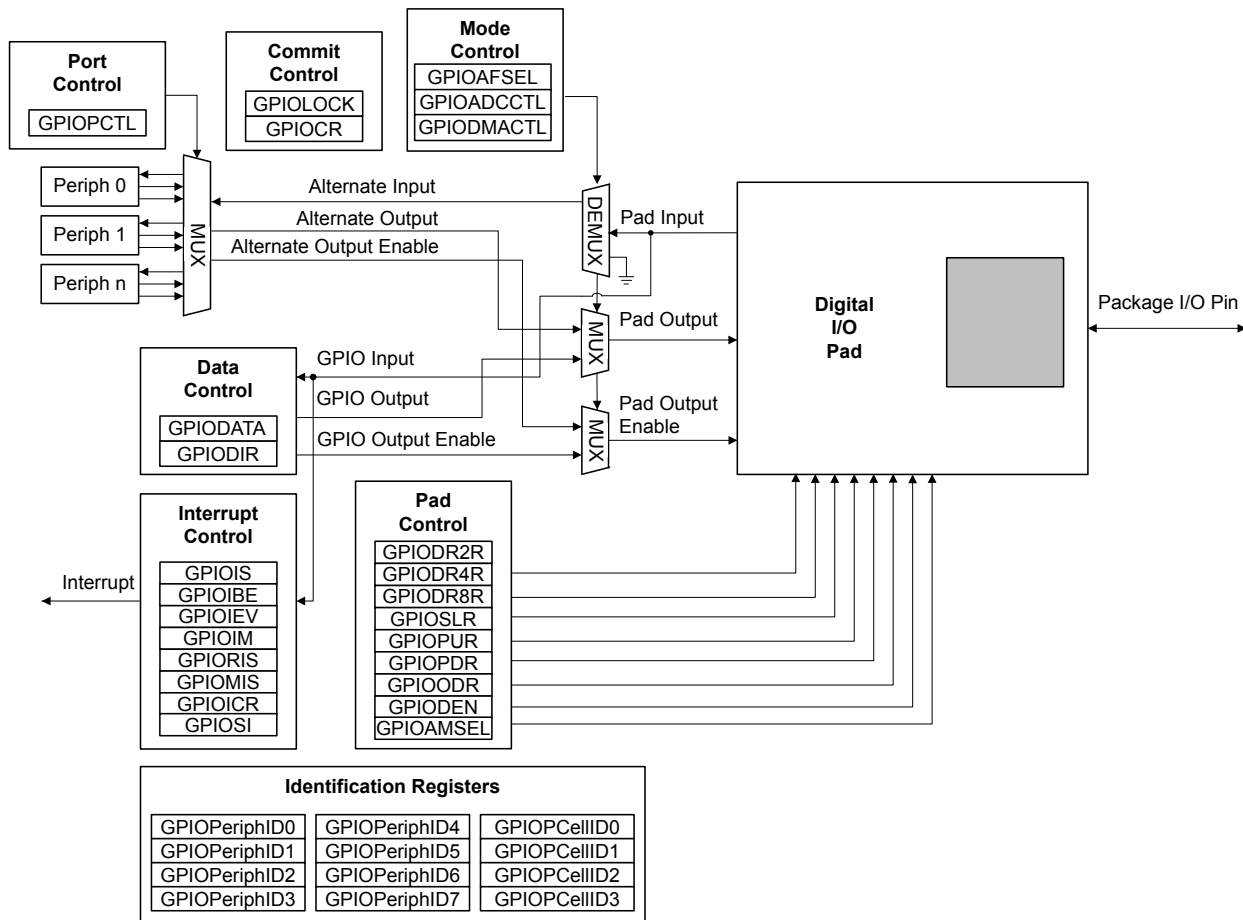 Port
Control
GPIOPCTL
Commit
Control
GPIOLOCK
GPIOCR
Mode
Control
GPIOAFSEL
GPIOADCCTL
GPIODMACTL
Periph 0
Periph 1
Periph n
MUX
Alternate Input
Alternate Output
Alternate Output Enable
DEMUX
Pad Input
MUX
Pad Output
MUX
Pad Output
Enable
Digital
I/O
Pad
Package I/O Pin
Data
Control
GPIODATA
GPIODIR
GPIO Input
GPIO Output
GPIO Output Enable
Interrupt
Interrupt
Control
GPIOIS
GPIOIBE
GPIOIEV
GPIOIM
GPIORIS
GPIOMIS
GPIOICR
GPIOSI
Pad
Control
GPIODR2R
GPIODR4R
GPIODR8R
GPIOSLR
GPIOPUR
GPIOPDR
GPIOODR
GPIODEN
GPIOAMSEL
Identification Registers
GPIOPeriphID0
GPIOPeriphID1
GPIOPeriphID2
GPIOPeriphID3
GPIOPeriphID4
GPIOPeriphID5
GPIOPeriphID6
GPIOPeriphID7
GPIOPCellID0
GPIOPCellID1
GPIOPCellID2
GPIOPCellID3